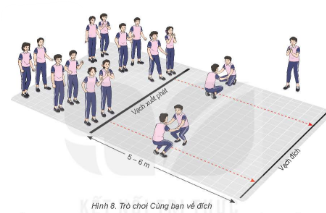 Vạch xuất phát
Vạch đích
5 – 6 m
Hình 8. Trò chơi Cùng bạn về đích